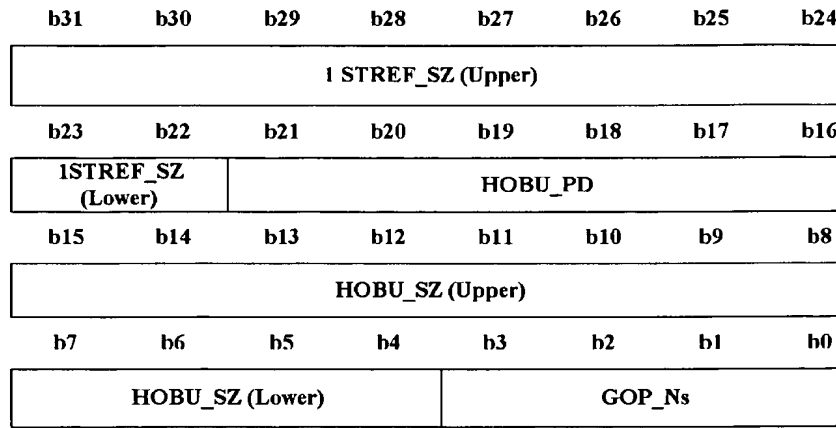 b31 b30 b29 b28 b27 b26 b25 b24
1 STREF_SZ (Upper)
b23 b22 b21 b20 b19 b18 b17 b16
1STREF_SZ
(Lower)
HOBU_PD
b15 b14 b13 b12 b11 b10 b9 b8
HOBU_SZ (Upper)
b7 b6 b5 b4 b3 b2 b1 b0
HOBU_SZ (Lower) GOP_Ns